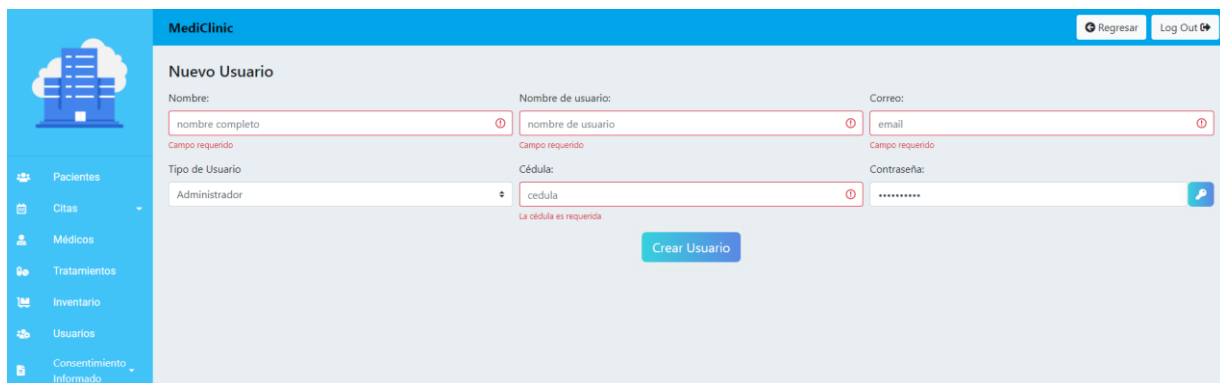 MediClinic
Regresar
Log Out
Nuevo Usuario
Nombre:
Nombre de usuario:
Correo:
nombre completo
nombre de usuario
email
Campo requerido
Campo requerido
Campo requerido
Tipo de Usuario
Cédula:
Contraseña:
Administrador
cedula
••••••••••
La cédula es requerida
Crear Usuario
Pacientes
Citas
Médicos
Tratamientos
Inventario
Usuarios
Consentimiento
Informado